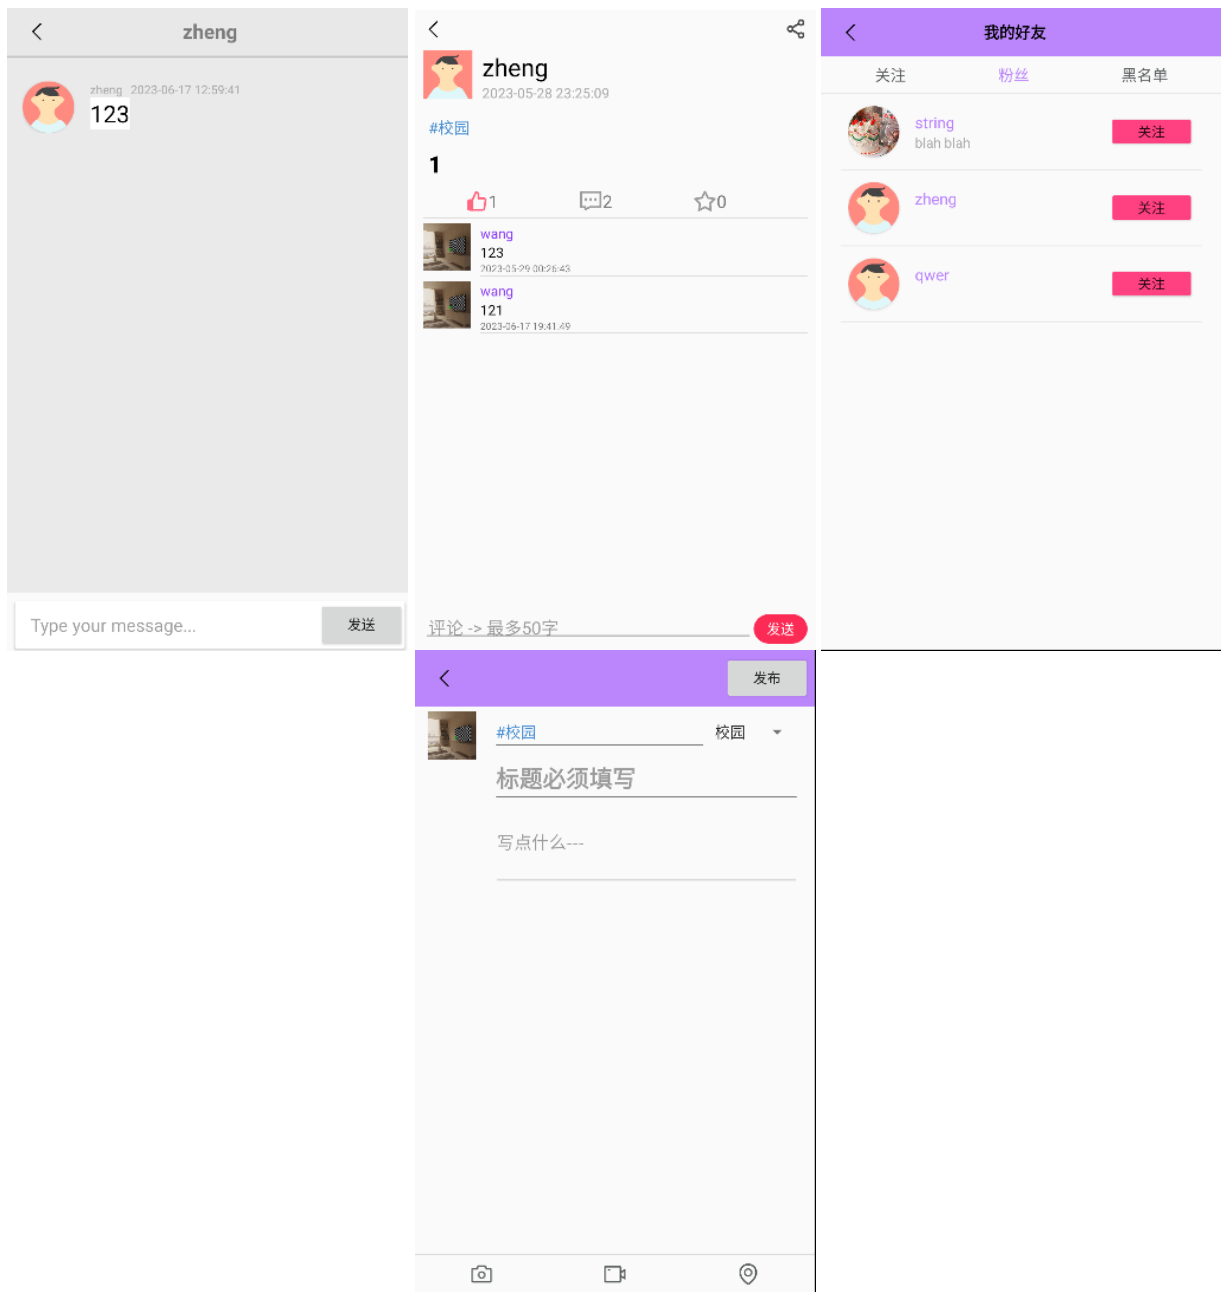 zheng
zheng 2023-06-17 12:59:41
123
Type your message...
发送
zheng
2023-05-28 23:25:09
#校园
1
1 2 0
wang
123
2023-05-29 00:26:43
wang
121
2023-06-17 19:41:49
评论 -> 最多50字
发送
我的好友
关注 粉丝 黑名单
string
blah blah
关注
zheng
关注
qwer
关注
发布
#校园 校园
标题必须填写
写点什么---